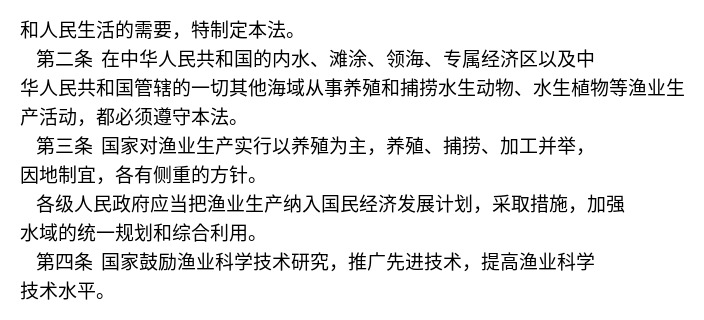 和人民生活的需要，特制定本法。
第二条 在中华人民共和国的内水、滩涂、领海、专属经济区以及中
华人民共和国管辖的一切其他海域从事养殖和捕捞水生动物、水生植物等渔业生
产活动，都必须遵守本法。
第三条 国家对渔业生产实行以养殖为主，养殖、捕捞、加工并举，
因地制宜，各有侧重的方针。
各级人民政府应当把渔业生产纳入国民经济发展计划，采取措施，加强
水域的统一规划和综合利用。
第四条 国家鼓励渔业科学技术研究，推广先进技术，提高渔业科学
技术水平。